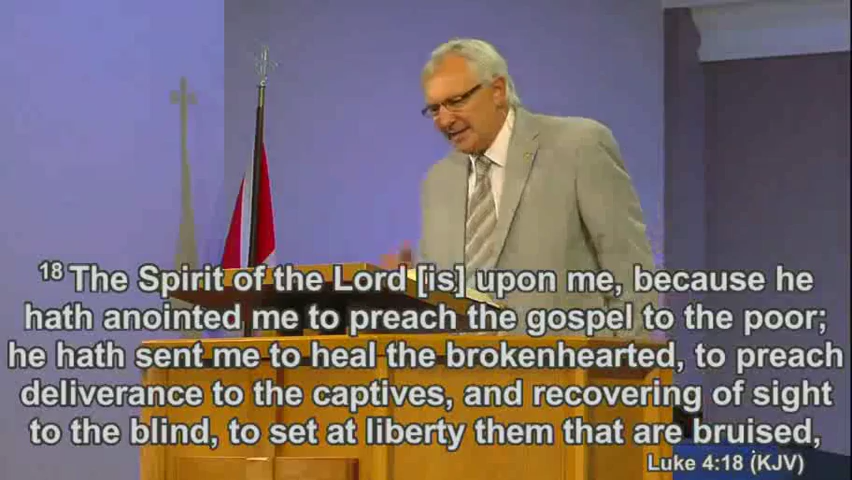 18 The Spirit of the Lord [is] upon me, because he
hath anointed me to preach the gospel to the poor;
he hath sent me to heal the brokenhearted, to preach
deliverance to the captives, and recovering of sight
to the blind, to set at liberty them that are bruised,
Luke 4:18 (KJV)